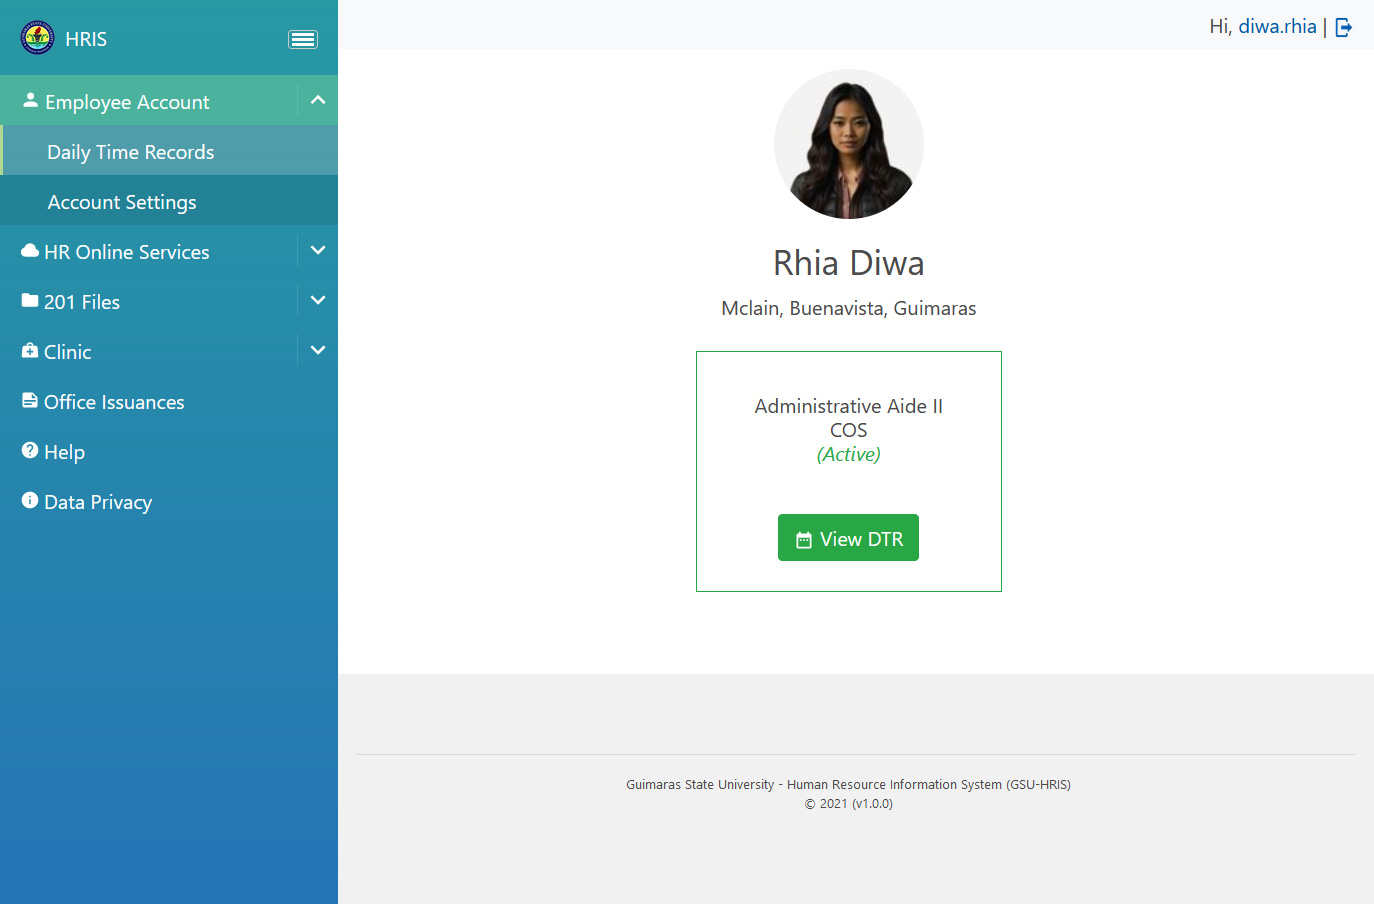 HRIS
Hi, diwa.rhia |
Employee Account
Daily Time Records
Account Settings
HR Online Services
201 Files
Clinic
Office Issuances
Help
Data Privacy
Rhia Diwa
Mclain, Buenavista, Guimaras
Administrative Aide II
COS
(Active)
View DTR
Guimaras State University - Human Resource Information System (GSU-HRIS)
© 2021 (v1.0.0)